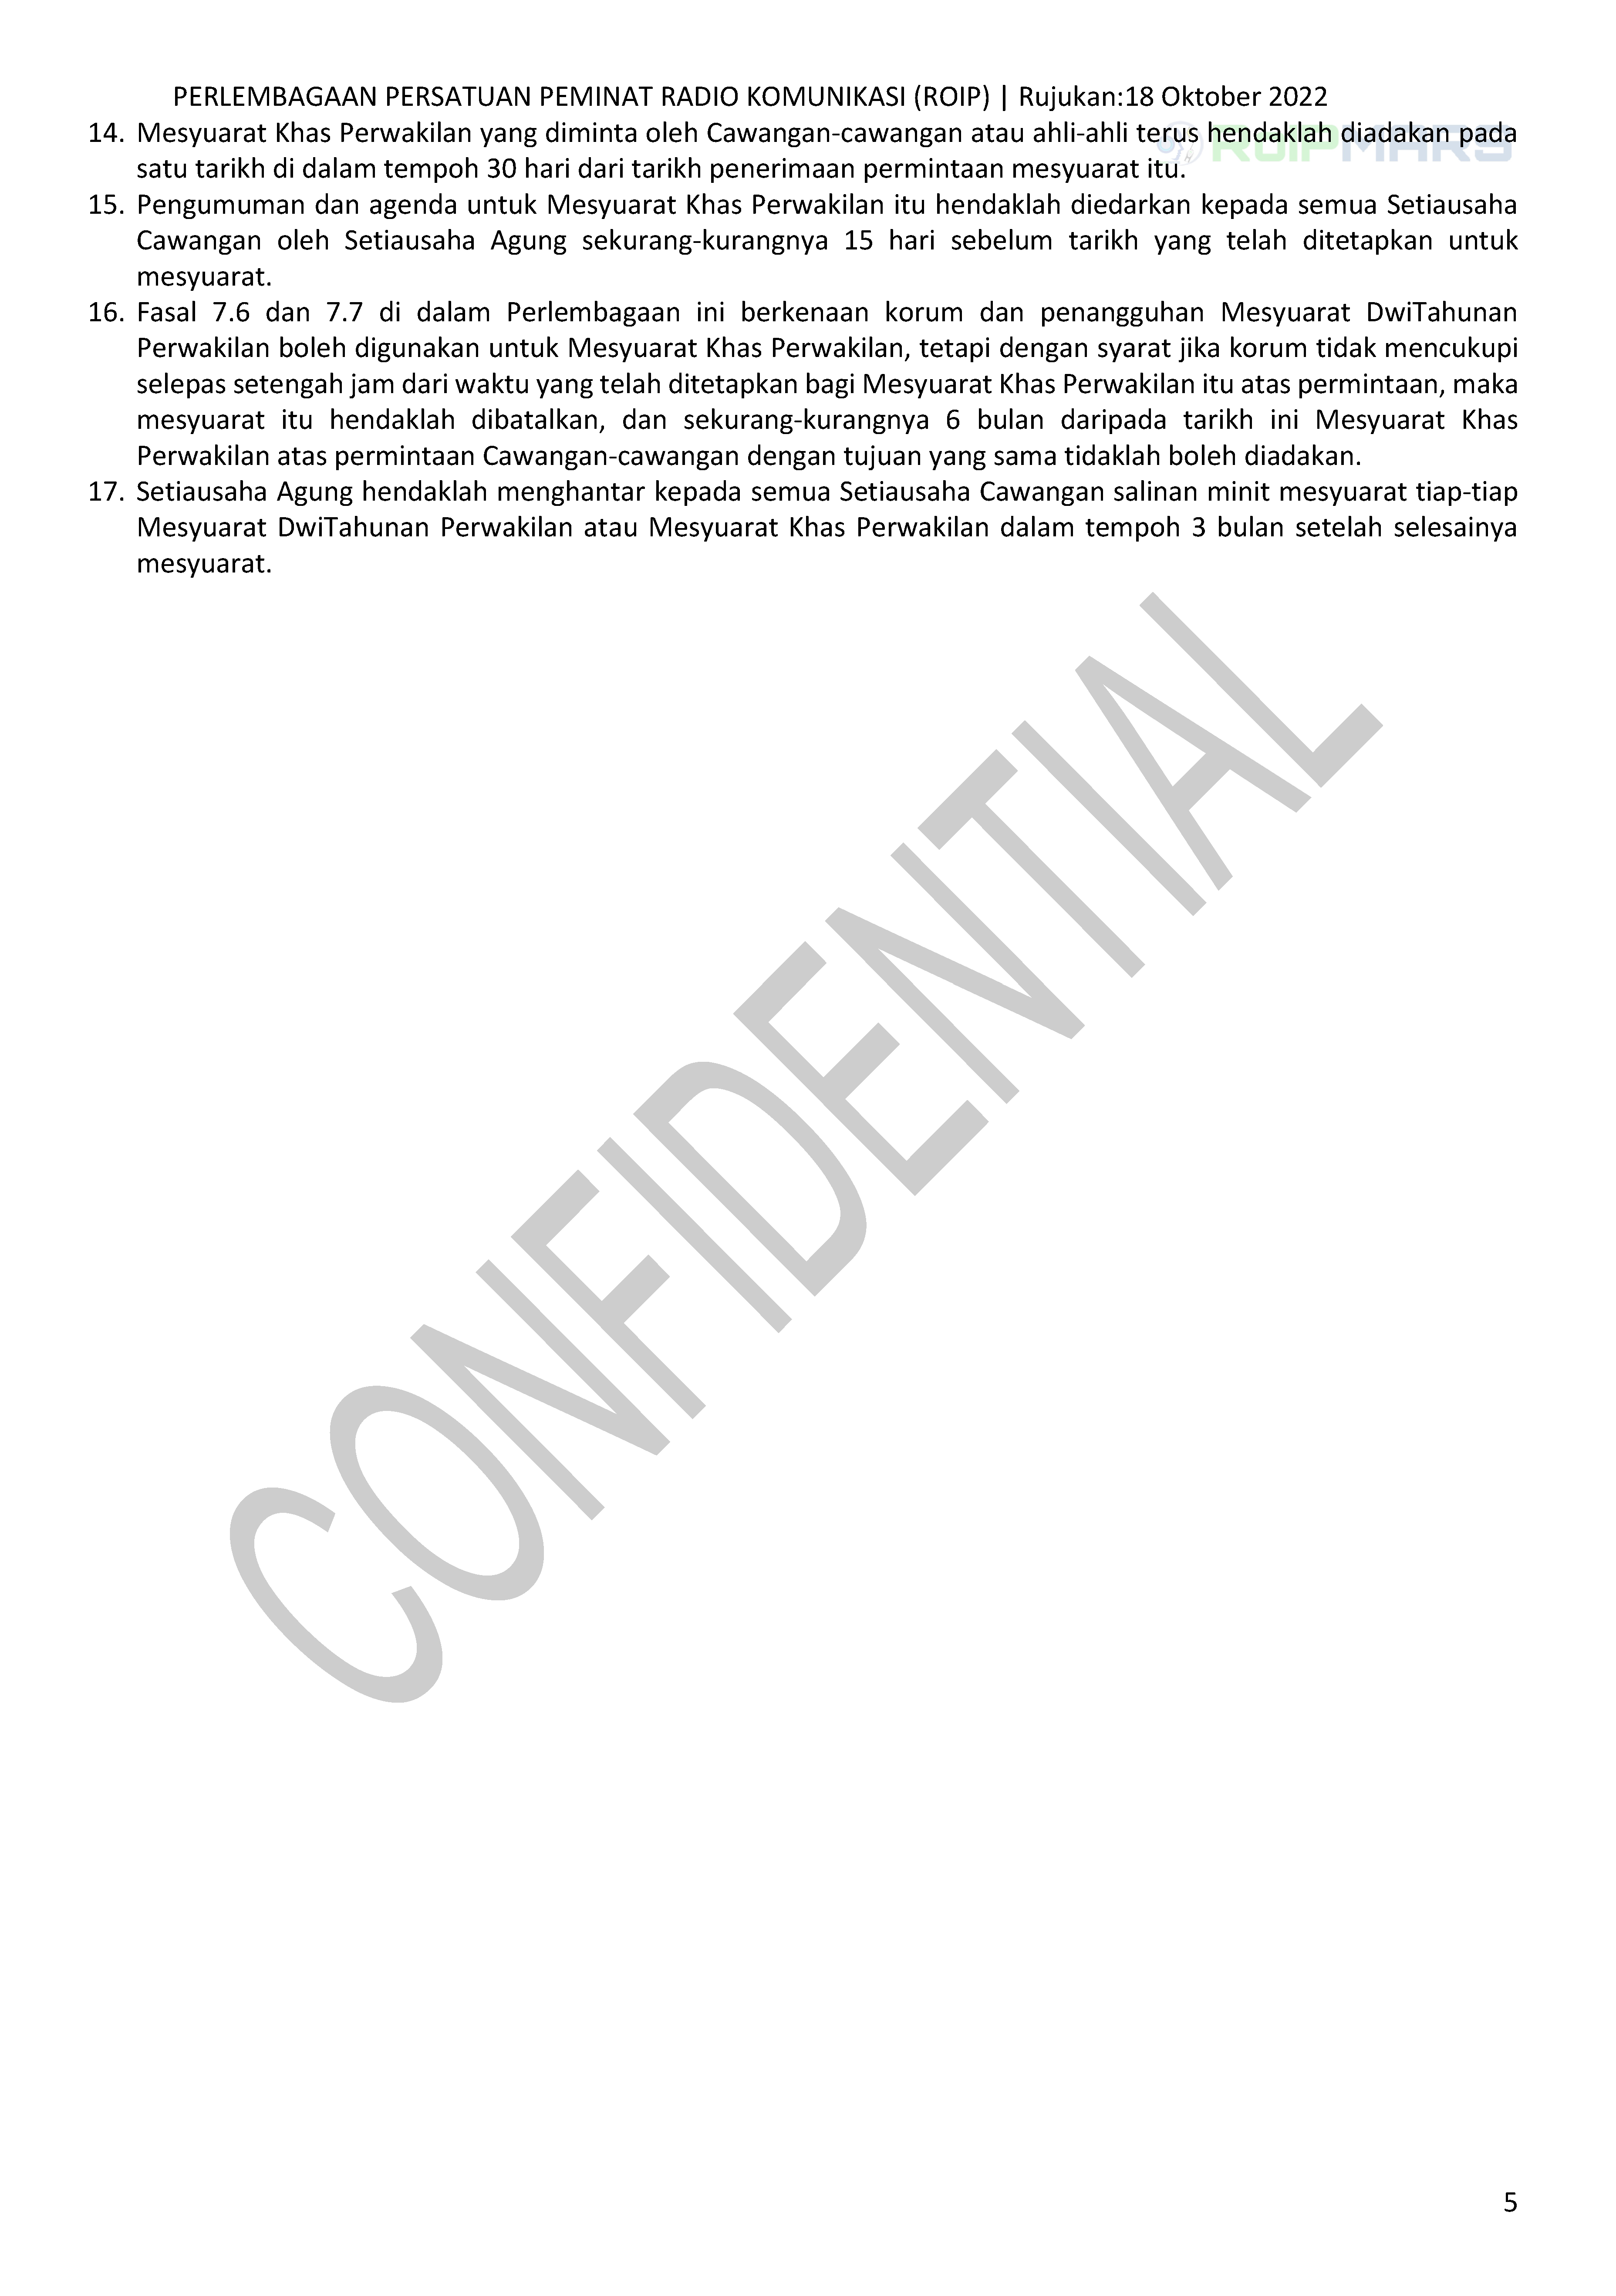 PERLEMBAGAAN PERSATUAN PEMINAT RADIO KOMUNIKASI (ROIP) | Rujukan:18 Oktober 2022
ROIPMARS
14. Mesyuarat Khas Perwakilan yang diminta oleh Cawangan-cawangan atau ahli-ahli terus hendaklah diadakan pada
satu tarikh di dalam tempoh 30 hari dari tarikh penerimaan permintaan mesyuarat itu.
15. Pengumuman dan agenda untuk Mesyuarat Khas Perwakilan itu hendaklah diedarkan kepada semua Setiausaha
Cawangan oleh Setiausaha Agung sekurang-kurangnya 15 hari sebelum tarikh yang telah ditetapkan untuk
mesyuarat.
16. Fasal 7.6 dan 7.7 di dalam Perlembagaan ini berkenaan korum dan penangguhan Mesyuarat DwiTahunan
Perwakilan boleh digunakan untuk Mesyuarat Khas Perwakilan, tetapi dengan syarat jika korum tidak mencukupi
selepas setengah jam dari waktu yang telah ditetapkan bagi Mesyuarat Khas Perwakilan itu atas permintaan, maka
mesyuarat itu hendaklah dibatalkan, dan sekurang-kurangnya 6 bulan daripada tarikh ini Mesyuarat Khas
Perwakilan atas permintaan Cawangan-cawangan dengan tujuan yang sama tidaklah boleh diadakan.
17. Setiausaha Agung hendaklah menghantar kepada semua Setiausaha Cawangan salinan minit mesyuarat tiap-tiap
Mesyuarat DwiTahunan Perwakilan atau Mesyuarat Khas Perwakilan dalam tempoh 3 bulan setelah selesainya
mesyuarat.
CONFIDENTIAL
5